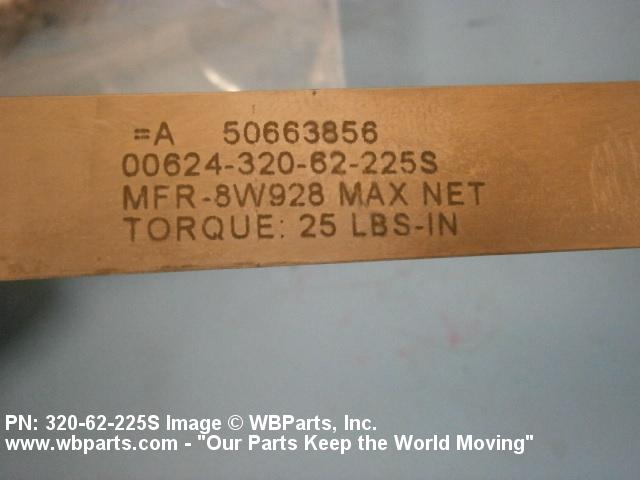 =A 50663856
00624-320-62-225S
MFR-8W928 MAX NET
TORQUE: 25 LBS-IN
PN: 320-62-225S Image © WBParts, Inc.
www.wbparts.com - "Our Parts Keep the World Moving"